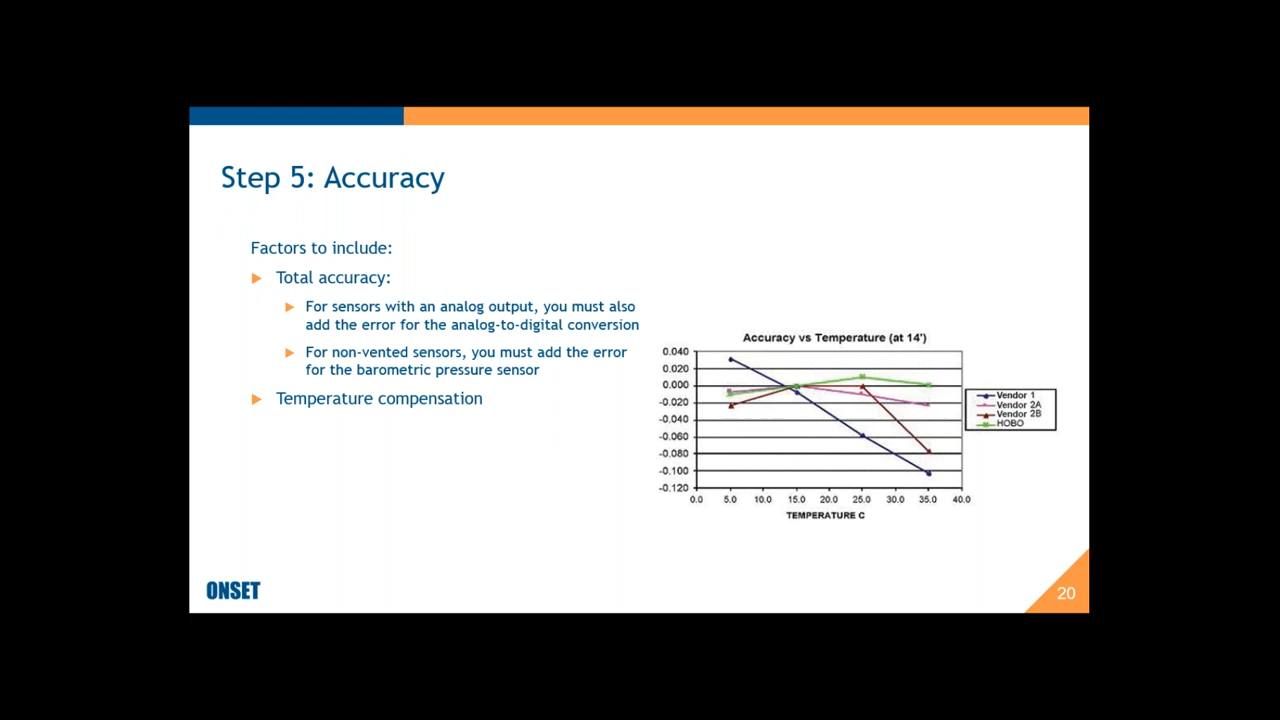 Step 5: Accuracy
Factors to include:
Total accuracy:
For sensors with an analog output, you must also
add the error for the analog-to-digital conversion
For non-vented sensors, you must add the error
for the barometric pressure sensor
Temperature compensation
Accuracy vs Temperature (at 14')
0.040
0.020
0.000
-0.020
-0.040
-0.060
-0.080
-0.100
-0.120
0.0 5.0 10.0 15.0 20.0 25.0 30.0 35.0 40.0
TEMPERATURE C
Vendor 1
Vendor 2A
Vendor 2B
HOBO
ONSET
20